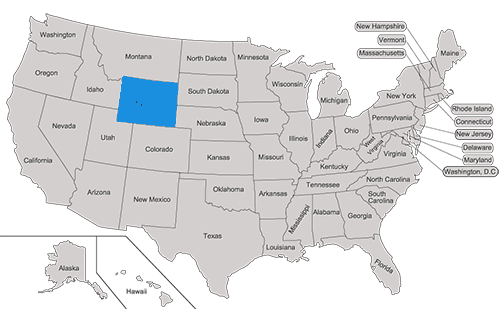 New Hampshire
Vermont
Massachusetts
Washington
Montana
North Dakota
Minnesota
Maine
Oregon
Idaho
South Dakota
Wisconsin
Michigan
New York
Rhode Island
Connecticut
New Jersey
Delaware
Maryland
Washington, D.C
Nevada
Utah
Colorado
Nebraska
Iowa
Illinois
Indiana
Ohio
Pennsylvania
West
Virginia
Virginia
California
Kansas
Missouri
Kentucky
North Carolina
Tennessee
South
Carolina
Arizona
New Mexico
Oklahoma
Arkansas
Mississippi
Alabama
Georgia
Texas
Louisiana
Florida
Alaska
Hawaii